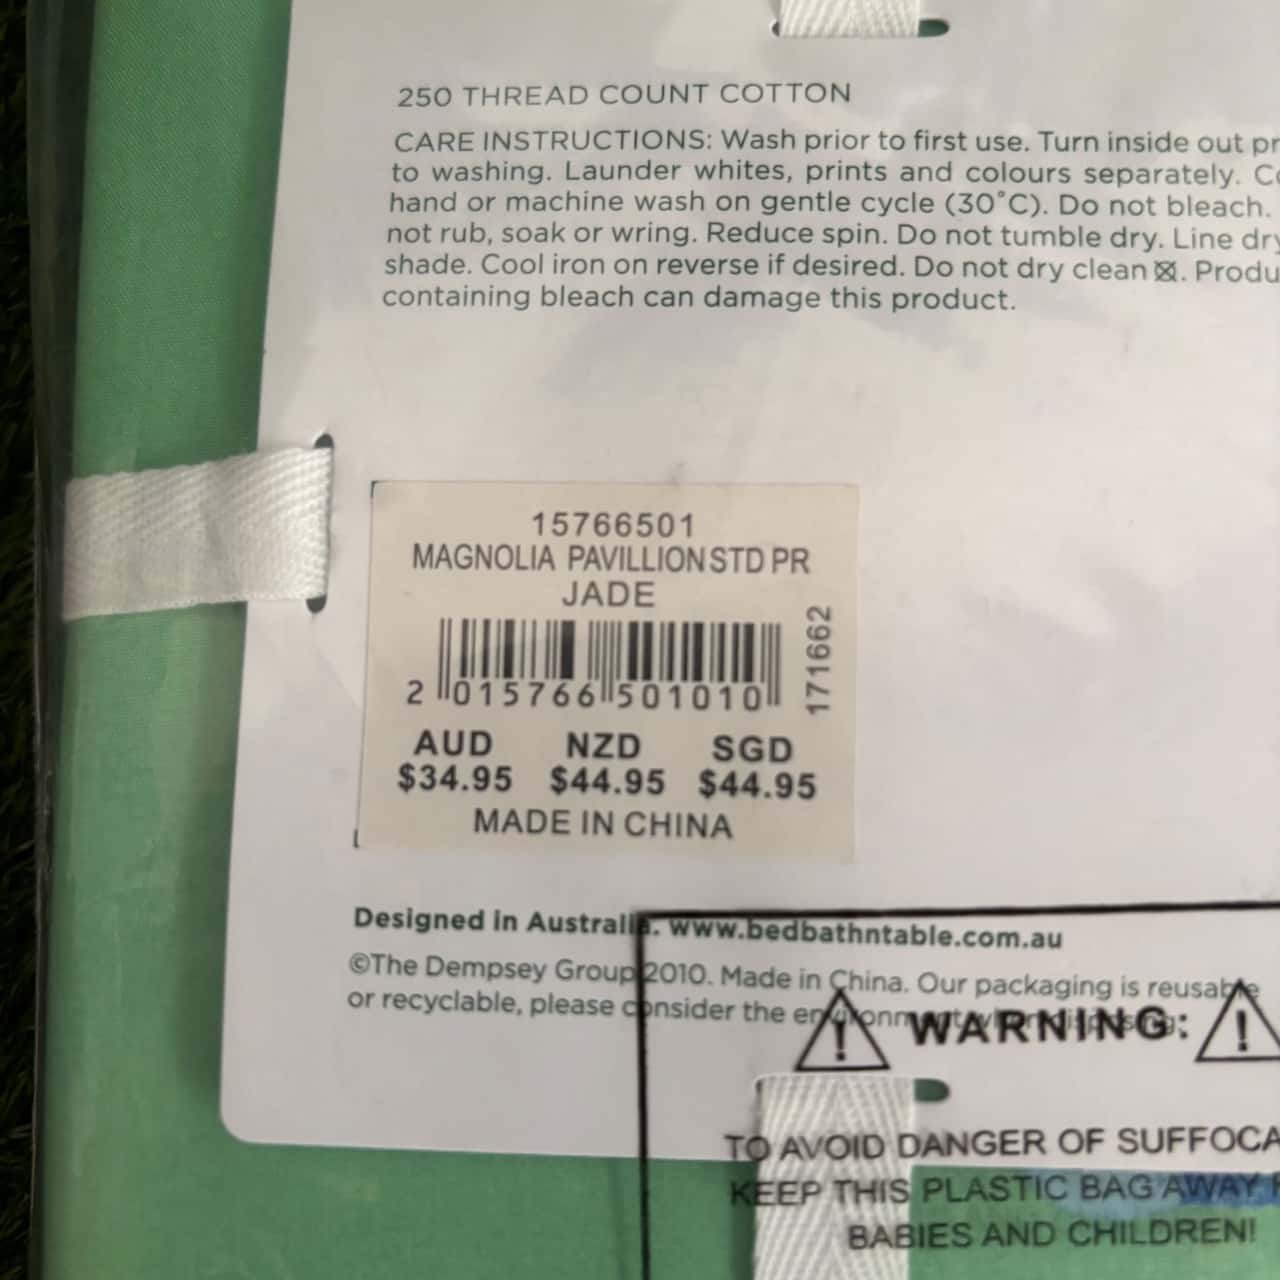 250 THREAD COUNT COTTON
CARE INSTRUCTIONS: Wash prior to first use. Turn inside out pr
to washing. Launder whites, prints and colours separately. Co
hand or machine wash on gentle cycle (30°C). Do not bleach.
not rub, soak or wring. Reduce spin. Do not tumble dry. Line dry
shade. Cool iron on reverse if desired. Do not dry clean. Produ
containing bleach can damage this product.
15766501
MAGNOLIA PAVILLION STD PR
JADE
171662
2 015766 501010
AUD NZD SGD
$34.95 $44.95 $44.95
MADE IN CHINA
Designed in Australia. www.bedbathntable.com.au
©The Dempsey Group 2010. Made in China. Our packaging is reusable
or recyclable, please consider the environment when disposing.
WARNING:
TO AVOID DANGER OF SUFFOCA
KEEP THIS PLASTIC BAG AWAY F
BABIES AND CHILDREN!